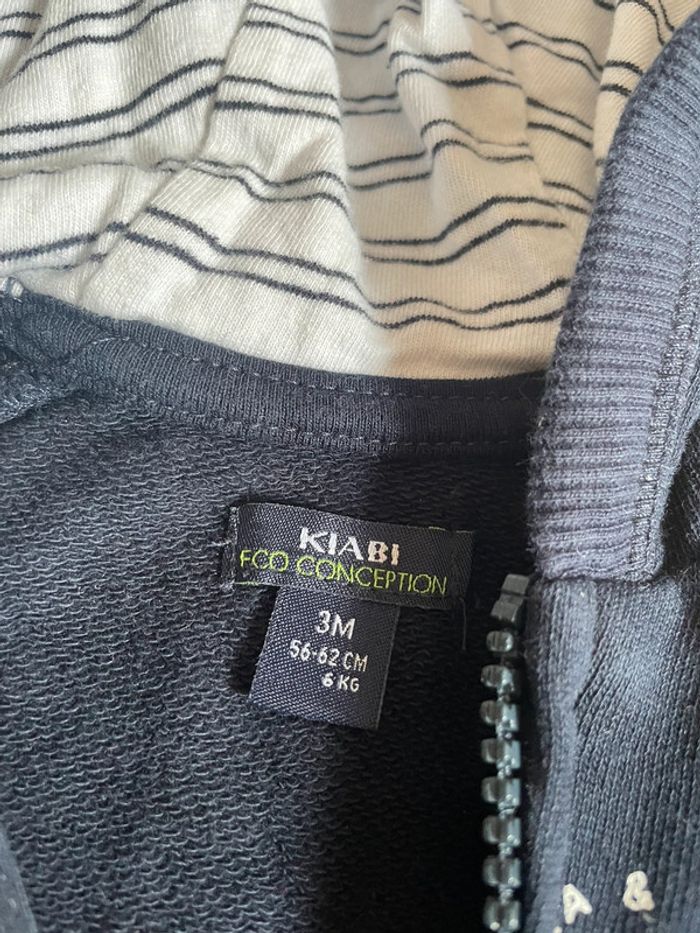 KIABI
ECO CONCEPTION
3M
56-62 CM
6 KG
A &